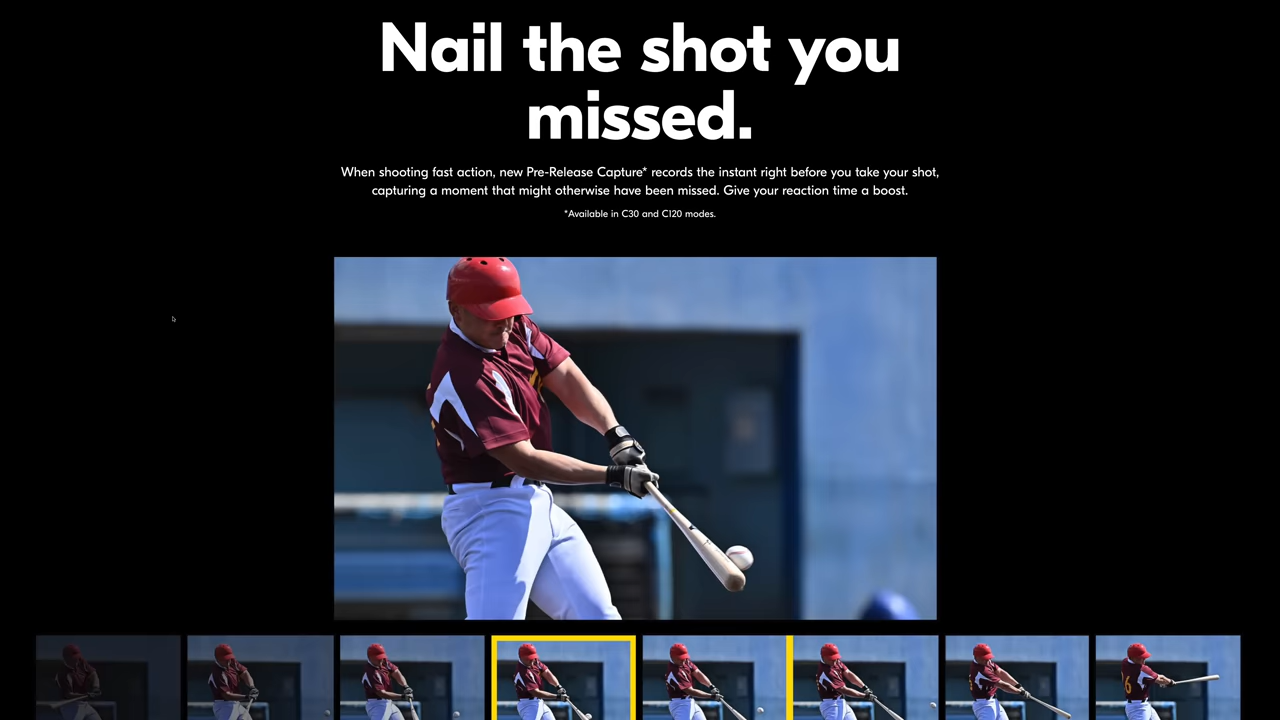 Nail the shot you
missed.
When shooting fast action, new Pre-Release Capture* records the instant right before you take your shot,
capturing a moment that might otherwise have been missed. Give your reaction time a boost.
*Available in C30 and C120 modes.
6